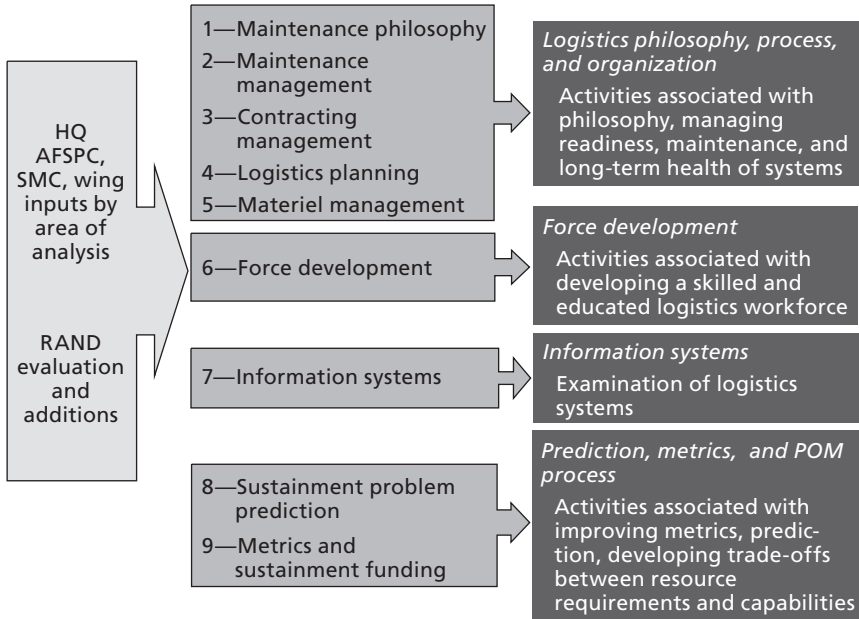 HQ
AFSPC,
SMC, wing
inputs by
area of
analysis
RAND
evaluation
and
additions
1—Maintenance philosophy
2—Maintenance
management
3—Contracting
management
4—Logistics planning
5—Materiel management
6—Force development
7—Information systems
8—Sustainment problem
prediction
9—Metrics and
sustainment funding
Logistics philosophy, process,
and organization
Activities associated with
philosophy, managing
readiness, maintenance, and
long-term health of systems
Force development
Activities associated with
developing a skilled and
educated logistics workforce
Information systems
Examination of logistics
systems
Prediction, metrics, and POM
process
Activities associated with
improving metrics, predic-
tion, developing trade-offs
between resource
requirements and capabilities